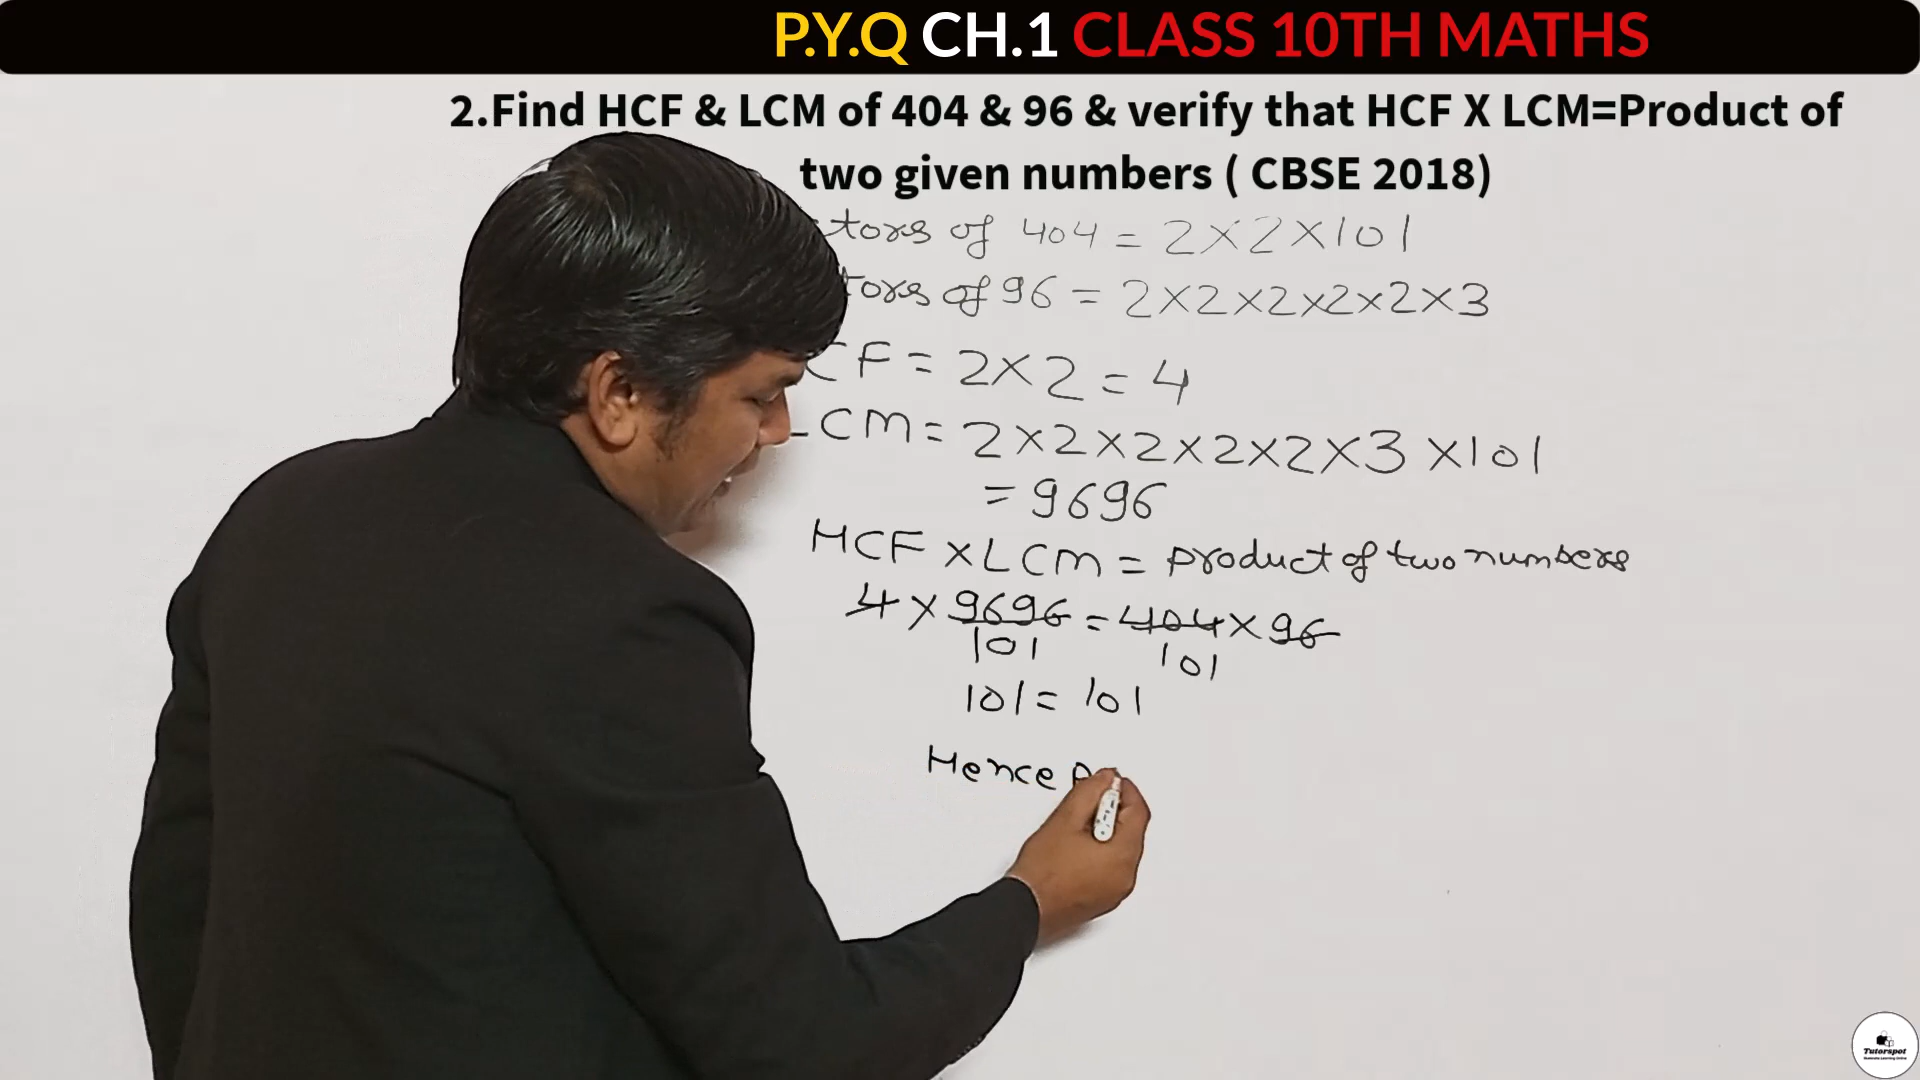 P.Y.Q CH.1 CLASS 10TH MATHS
2.Find HCF & LCM of 404 & 96 & verify that HCF X LCM=Product of
two given numbers ( CBSE 2018)
tors of 404 = 2×2×101
tors of 96 = 2×2×2×2×2×3
CF = 2×2 = 4
LCM = 2×2×2×2×2×3×101
= 9696
HCF × LCM = product of two numbers
4 × 9696 = 404 × 96
101 101
101 = 101
Hence
Tutorspot